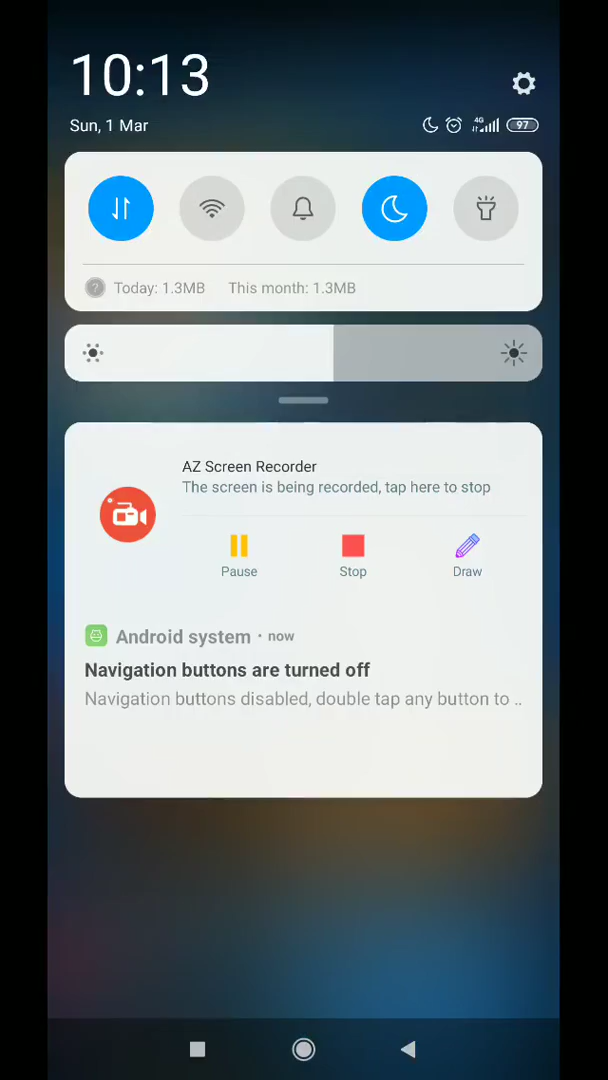 10:13
Sun, 1 Mar
4G
97
? Today: 1.3MB This month: 1.3MB
AZ Screen Recorder
The screen is being recorded, tap here to stop
Pause Stop Draw
Android system · now
Navigation buttons are turned off
Navigation buttons disabled, double tap any button to ..